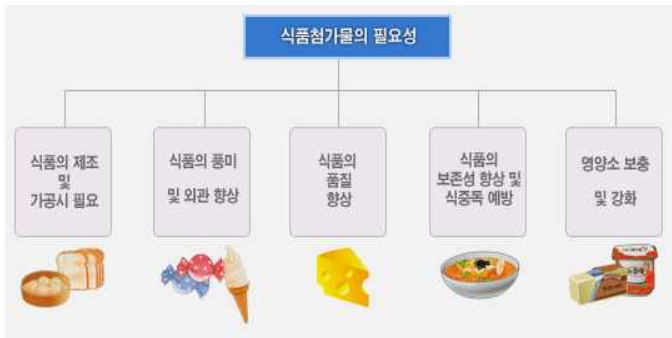 식품첨가물의 필요성
식품의 제조
및
가공시 필요
식품의 풍미
및 외관 향상
식품의
품질
향상
식품의
보존성 향상 및
식중독 예방
영양소 보충
및 강화